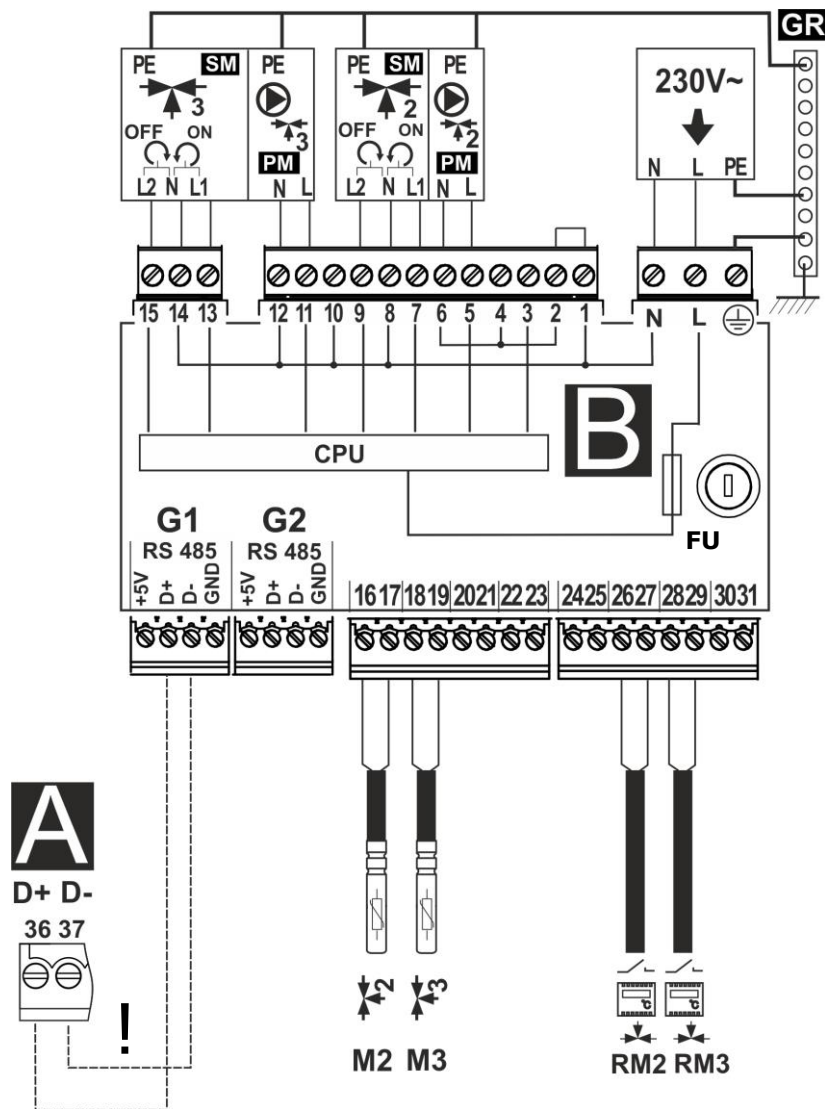 GR
PE SM PE PE SM PE
230V~
3 3 2 2
OFF ON OFF ON
PM PM
L2 N L1 N L L2 N L1 N L N L PE
15 14 13 12 11 10 9 8 7 6 5 4 3 2 1 N L
B
CPU
FU
G1 G2
RS 485 RS 485
+5V D+ D- GND +5V D+ D- GND
16 17 18 19 20 21 22 23 24 25 26 27 28 29 30 31
A
D+ D-
36 37
!
2 3
°C °C
M2 M3 RM2 RM3